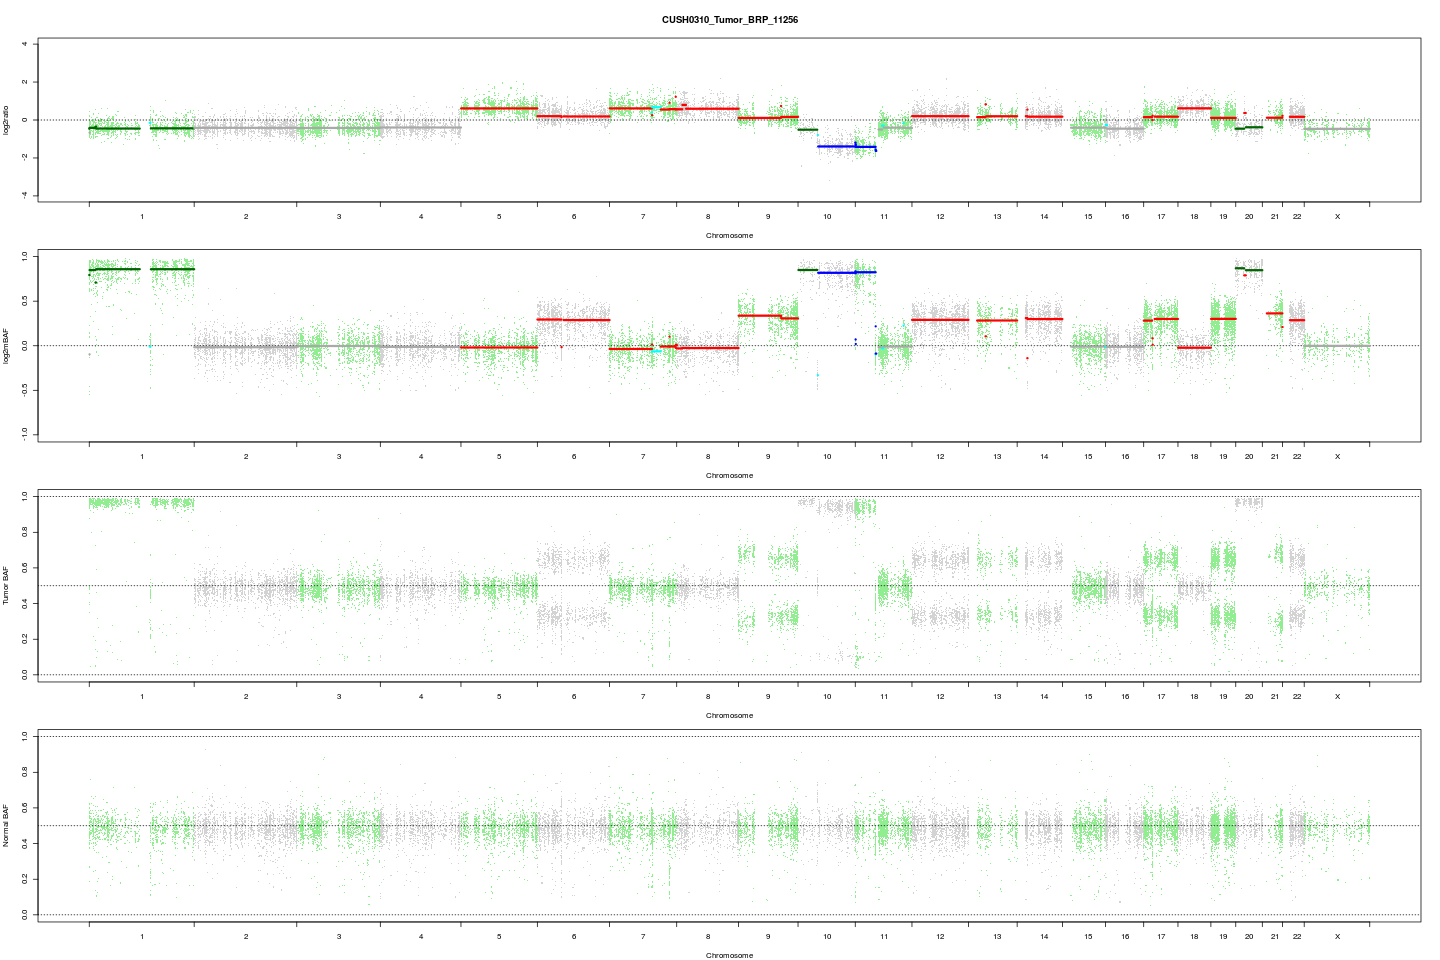 CUSH0310_Tumor_BRP_11256
log2ratio
4
2
0
-2
-4
1 2 3 4 5 6 7 8 9 10 11 12 13 14 15 16 17 18 19 20 21 22 X
Chromosome
log2mBAF
1.0
0.5
0.0
-0.5
-1.0
1 2 3 4 5 6 7 8 9 10 11 12 13 14 15 16 17 18 19 20 21 22 X
Chromosome
Tumor BAF
1.0
0.8
0.6
0.4
0.2
0.0
1 2 3 4 5 6 7 8 9 10 11 12 13 14 15 16 17 18 19 20 21 22 X
Chromosome
Normal BAF
1.0
0.8
0.6
0.4
0.2
0.0
1 2 3 4 5 6 7 8 9 10 11 12 13 14 15 16 17 18 19 20 21 22 X
Chromosome